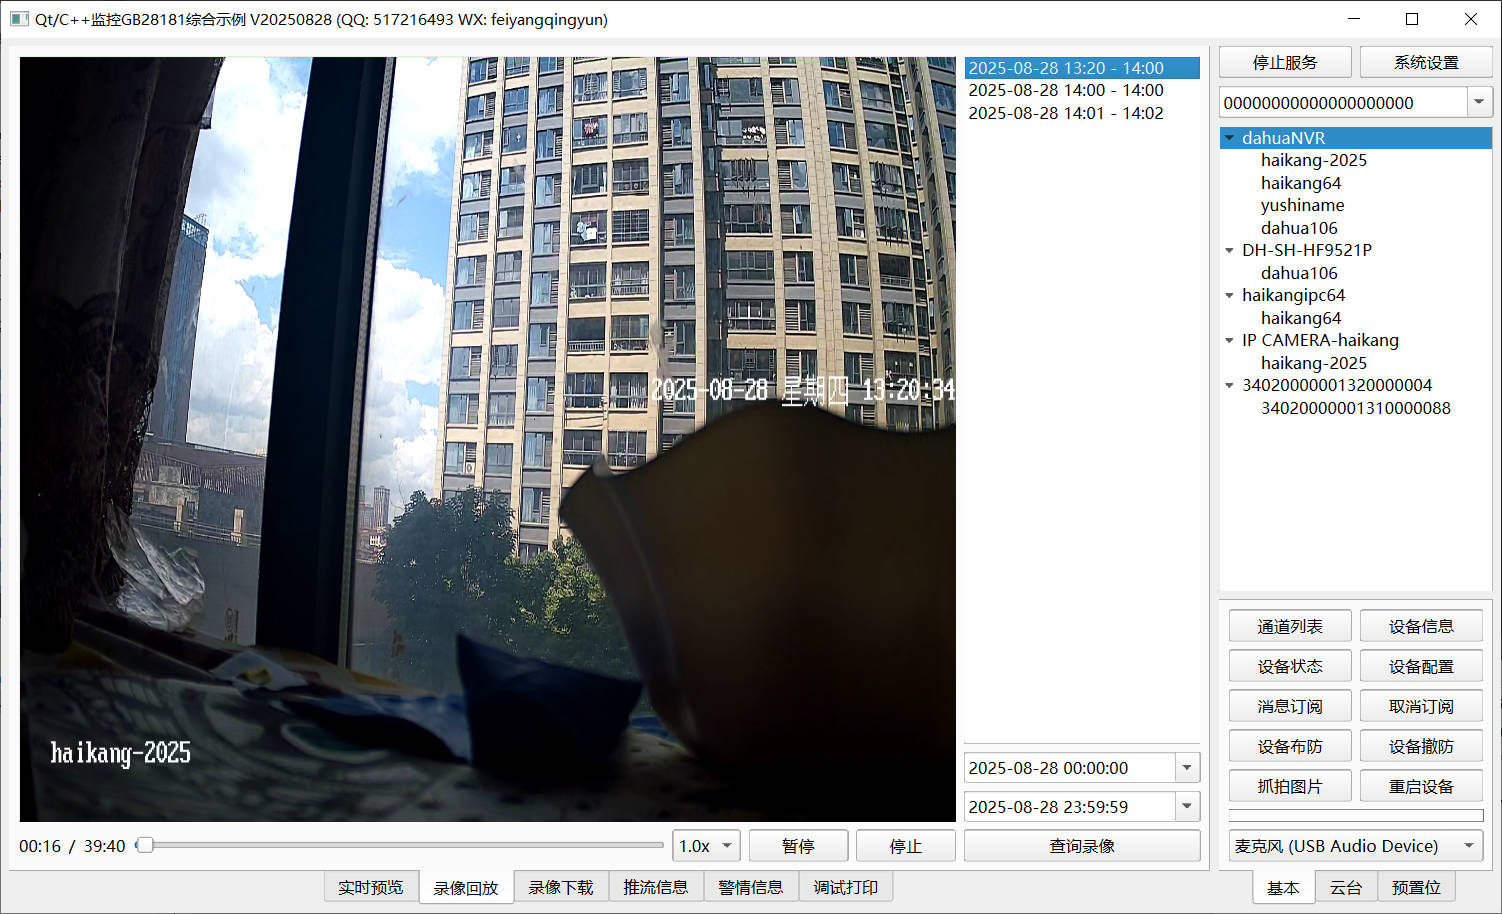 Qt/C++监控GB28181综合示例 V20250828 (QQ: 517216493 WX: feiyangqingyun)
2025-08-28 星期四 13:20:34
haikang-2025
00:16 / 39:40
1.0x
暂停
停止
2025-08-28 13:20 - 14:00
2025-08-28 14:00 - 14:00
2025-08-28 14:01 - 14:02
2025-08-28 00:00:00
2025-08-28 23:59:59
查询录像
实时预览
录像回放
录像下载
推流信息
警情信息
调试打印
停止服务
系统设置
00000000000000000000
dahuaNVR
haikang-2025
haikang64
yushiname
dahua106
DH-SH-HF9521P
dahua106
haikangipc64
haikang64
IP CAMERA-haikang
haikang-2025
34020000001320000004
34020000001310000088
通道列表
设备信息
设备状态
设备配置
消息订阅
取消订阅
设备布防
设备撤防
抓拍图片
重启设备
麦克风 (USB Audio Device)
基本
云台
预置位